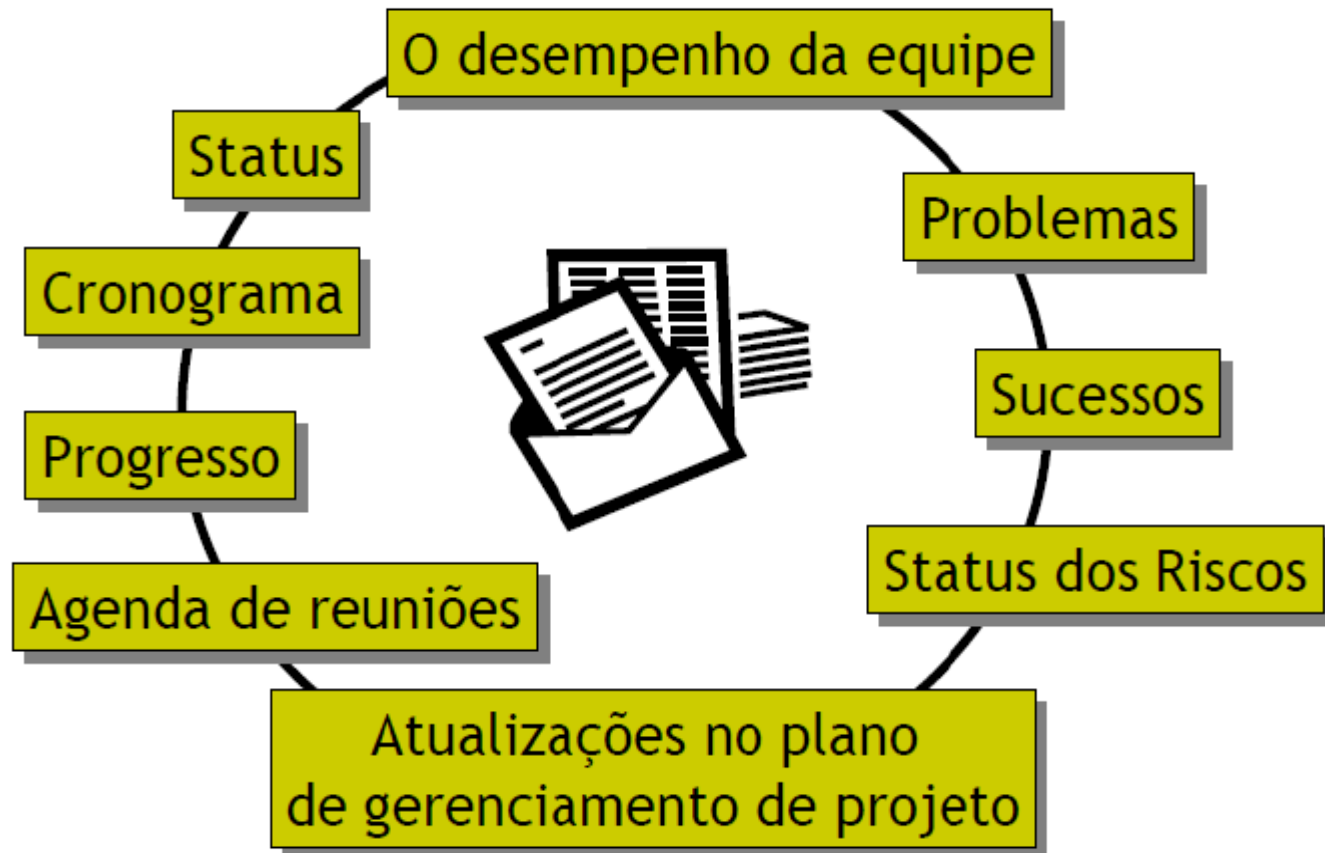 O desempenho da equipe
Status
Problemas
Cronograma
Sucessos
Progresso
Status dos Riscos
Agenda de reuniões
Atualizações no plano
de gerenciamento de projeto